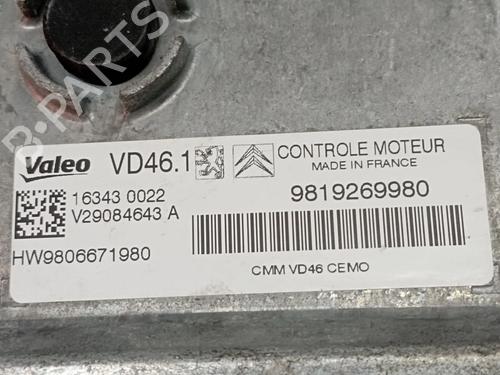 Valeo VD46.1 CONTROLE MOTEUR
MADE IN FRANCE
16343 0022
V29084643 A
9819269980
HW9806671980
CMM VD46 CEMO
B-PARTS